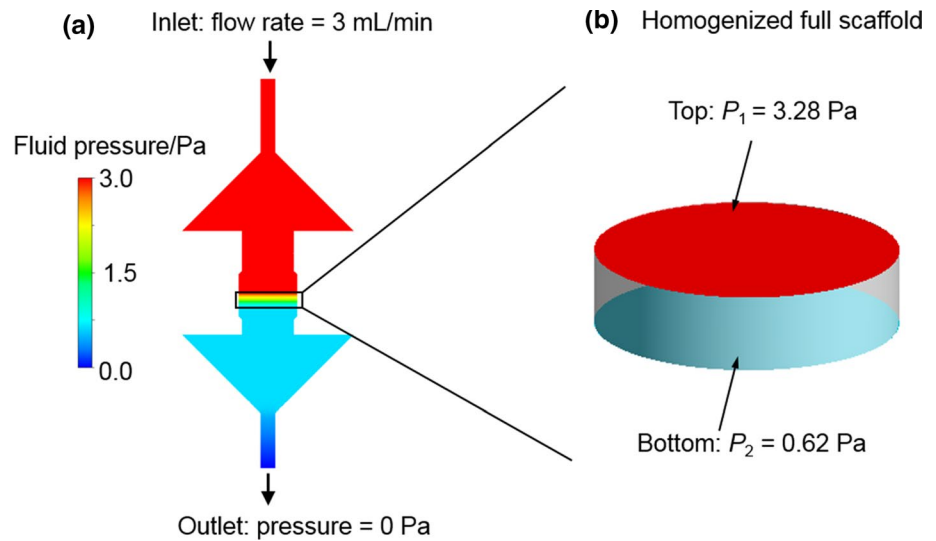 (a)
Inlet: flow rate = 3 mL/min
Fluid pressure/Pa
3.0
1.5
0.0
Outlet: pressure = 0 Pa
(b) Homogenized full scaffold
Top: P₁ = 3.28 Pa
Bottom: P₂ = 0.62 Pa